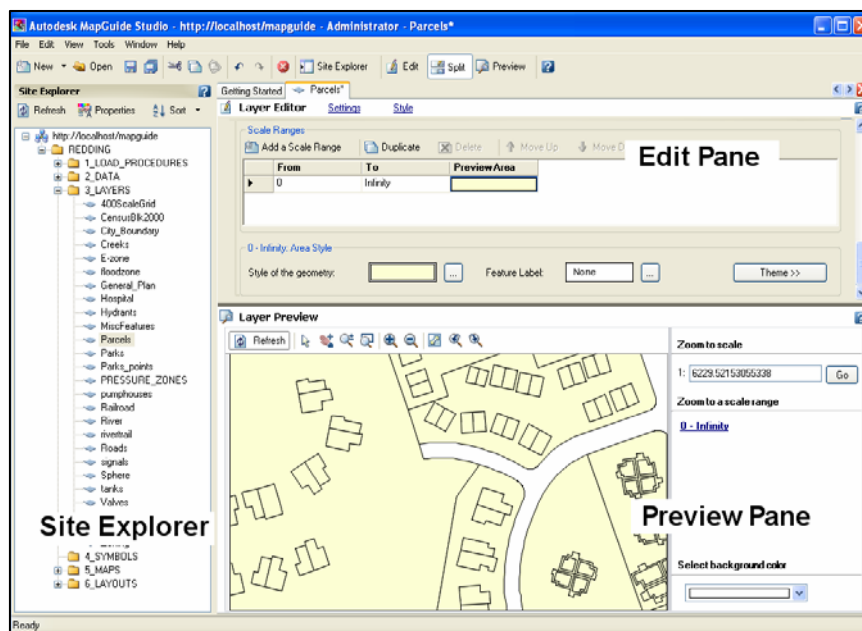 Autodesk MapGuide Studio - http://localhost/mapguide - Administrator - Parcels*
File Edit View Tools Window Help
New Open Site Explorer Edit Split Preview
Site Explorer
Refresh Properties Sort
http://localhost/mapguide
REDDING
1_LOAD_PROCEDURES
2_DATA
3_LAYERS
400ScaleGrid
CensusBlk2000
City_Boundary
Creeks
E-zone
floodzone
General_Plan
Hospital
Hydrants
MiscFeatures
Parcels
Parks
Parks_points
PRESSURE_ZONES
pumphouses
Railroad
River
rivertrail
Roads
signals
Sphere
tanks
Valves
Site Explorer
4_SYMBOLS
5_MAPS
6_LAYOUTS
Getting Started Parcels*
Layer Editor Settings Style
Scale Ranges
Add a Scale Range Duplicate Delete Move Up Move D
Edit Pane
From To Preview Area
0 Infinity
0 - Infinity: Area Style
Style of the geometry: ... Feature Label: None ... Theme >>
Layer Preview
Refresh
Zoom to scale
1: 6229.52153055338 Go
Zoom to a scale range
0 - Infinity
Preview Pane
Select background color
Ready